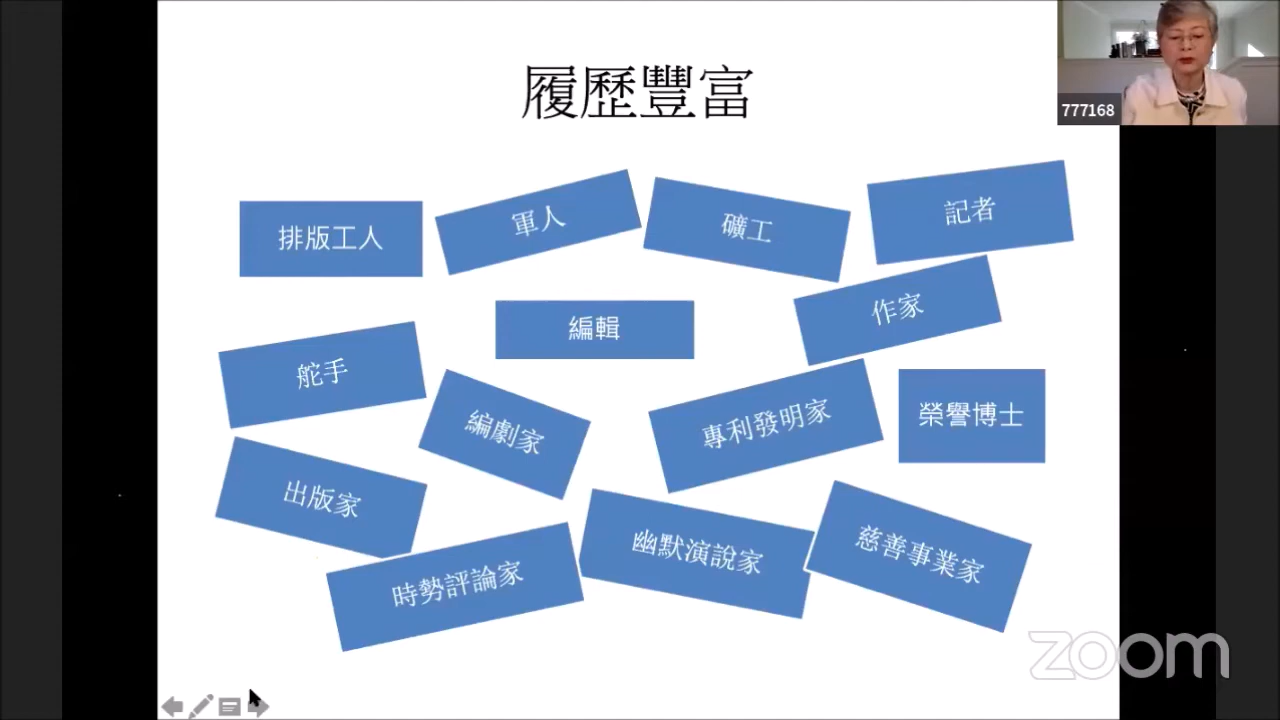 履歷豐富
777168
排版工人
軍人
礦工
記者
編輯
作家
舵手
編劇家
專利發明家
榮譽博士
出版家
時勢評論家
幽默演說家
慈善事業家
zoom